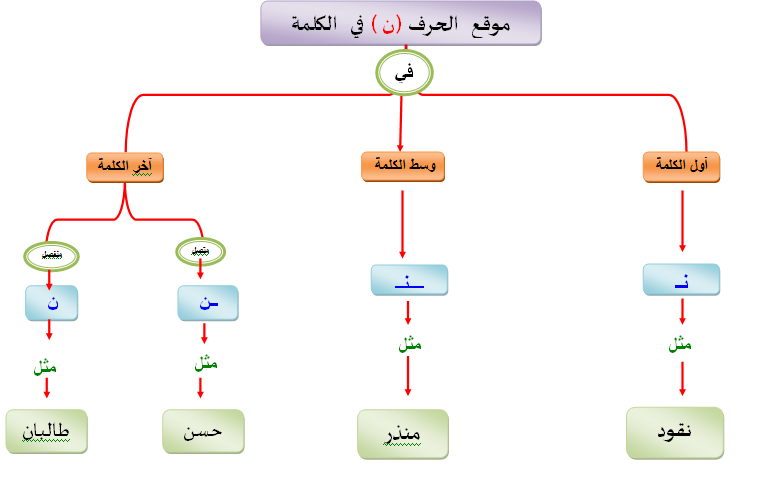 موقع الحرف (ن) في الكلمة
في
أول الكلمة
وسط الكلمة
آخر الكلمة
متصل
منفصل
نـ
ـنـ
ـن
ن
مثل
مثل
مثل
مثل
نقود
منذر
حسن
طالبان